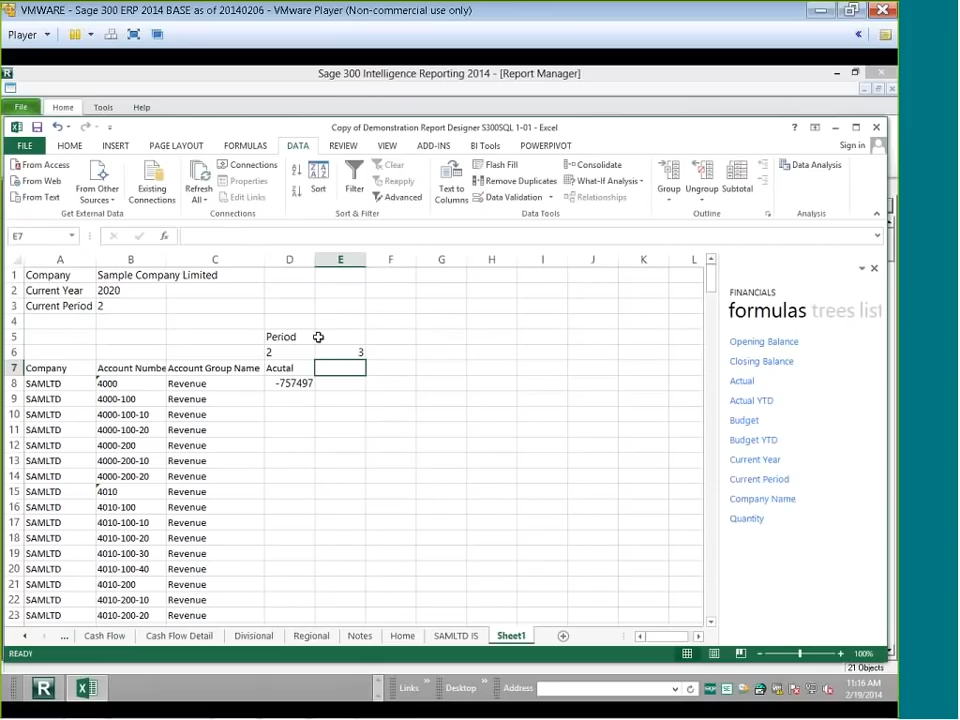 VMWARE - Sage 300 ERP 2014 BASE as of 20140206 - VMware Player (Non-commercial use only)
Player
Sage 300 Intelligence Reporting 2014 - [Report Manager]
File Home Tools Help
Copy of Demonstration Report Designer S300SQL 1-01 - Excel
FILE HOME INSERT PAGE LAYOUT FORMULAS DATA REVIEW VIEW ADD-INS BI Tools POWERPIVOT Sign in
From Access
From Web
From Text
From Other Sources
Existing Connections
Get External Data
Refresh All
Connections
Properties
Edit Links
Connections
Sort
Filter
Clear
Reapply
Advanced
Sort & Filter
Text to Columns
Flash Fill
Remove Duplicates
Data Validation
Consolidate
What-If Analysis
Relationships
Data Tools
Group
Ungroup
Subtotal
Outline
Data Analysis
Analysis
E7 fx
A B C D E F G H I J K L
1 Company Sample Company Limited
2 Current Year 2020
3 Current Period 2
4
5 Period
6 2 3
7 Company Account Numbe Account Group Name Acutal
8 SAMLTD 4000 Revenue -757497
9 SAMLTD 4000-100 Revenue
10 SAMLTD 4000-100-10 Revenue
11 SAMLTD 4000-100-20 Revenue
12 SAMLTD 4000-200 Revenue
13 SAMLTD 4000-200-10 Revenue
14 SAMLTD 4000-200-20 Revenue
15 SAMLTD 4010 Revenue
16 SAMLTD 4010-100 Revenue
17 SAMLTD 4010-100-10 Revenue
18 SAMLTD 4010-100-20 Revenue
19 SAMLTD 4010-100-30 Revenue
20 SAMLTD 4010-100-40 Revenue
21 SAMLTD 4010-200 Revenue
22 SAMLTD 4010-200-10 Revenue
23 SAMLTD 4010-200-20 Revenue
FINANCIALS
formulas trees list
Opening Balance
Closing Balance
Actual
Actual YTD
Budget
Budget YTD
Current Year
Current Period
Company Name
Quantity
... Cash Flow Cash Flow Detail Divisional Regional Notes Home SAMLTD IS Sheet1
READY 100%
21 Objects
Links Desktop Address
11:16 AM
2/19/2014